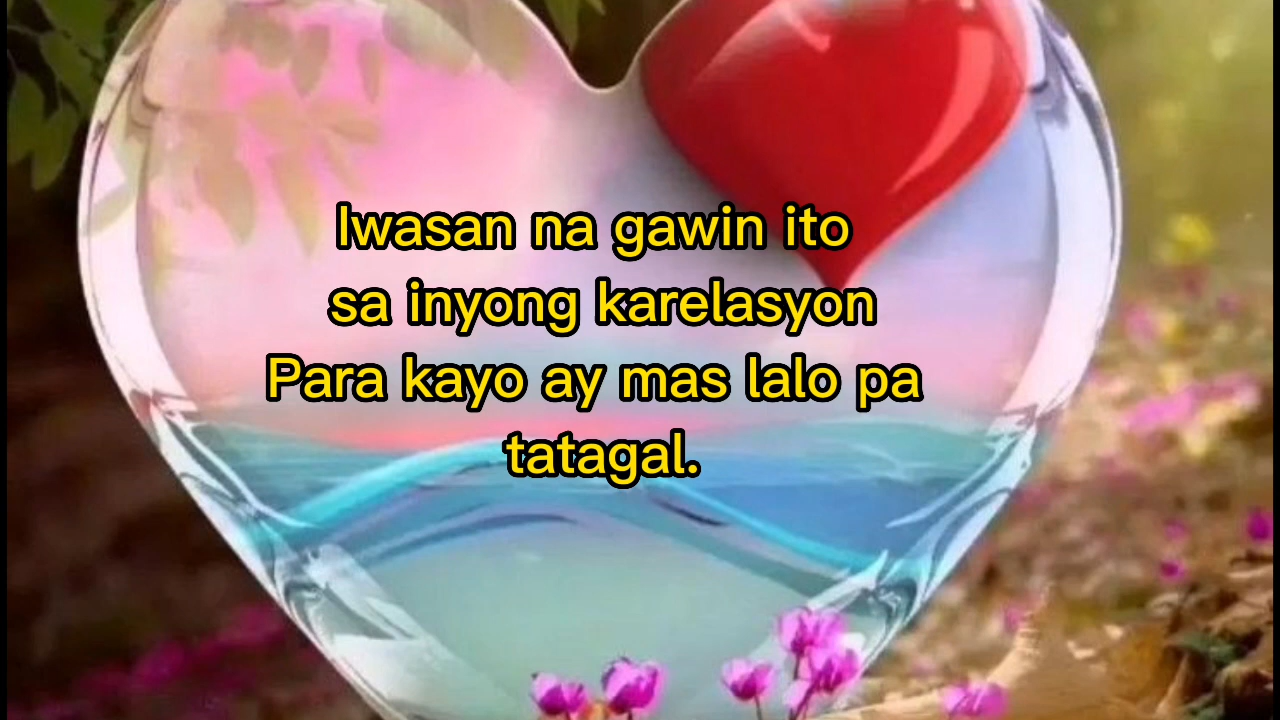 Iwasan na gawin ito
sa inyong karelasyon
Para kayo ay mas lalo pa
tatagal.